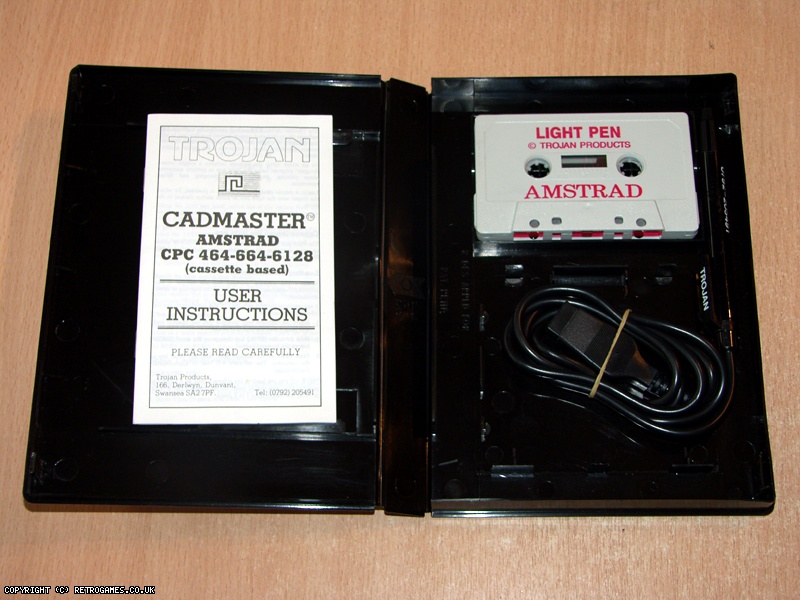 TROJAN
CADMASTER™
AMSTRAD
CPC 464-664-6128
(cassette based)
USER
INSTRUCTIONS
PLEASE READ CAREFULLY
Trojan Products,
166, Derlwyn, Dunvant,
Swansea SA2 7PF. Tel: (0792) 205491
LIGHT PEN
© TROJAN PRODUCTS
AMSTRAD
TROJAN
COPYRIGHT (C) RETROGAMES.CO.UK